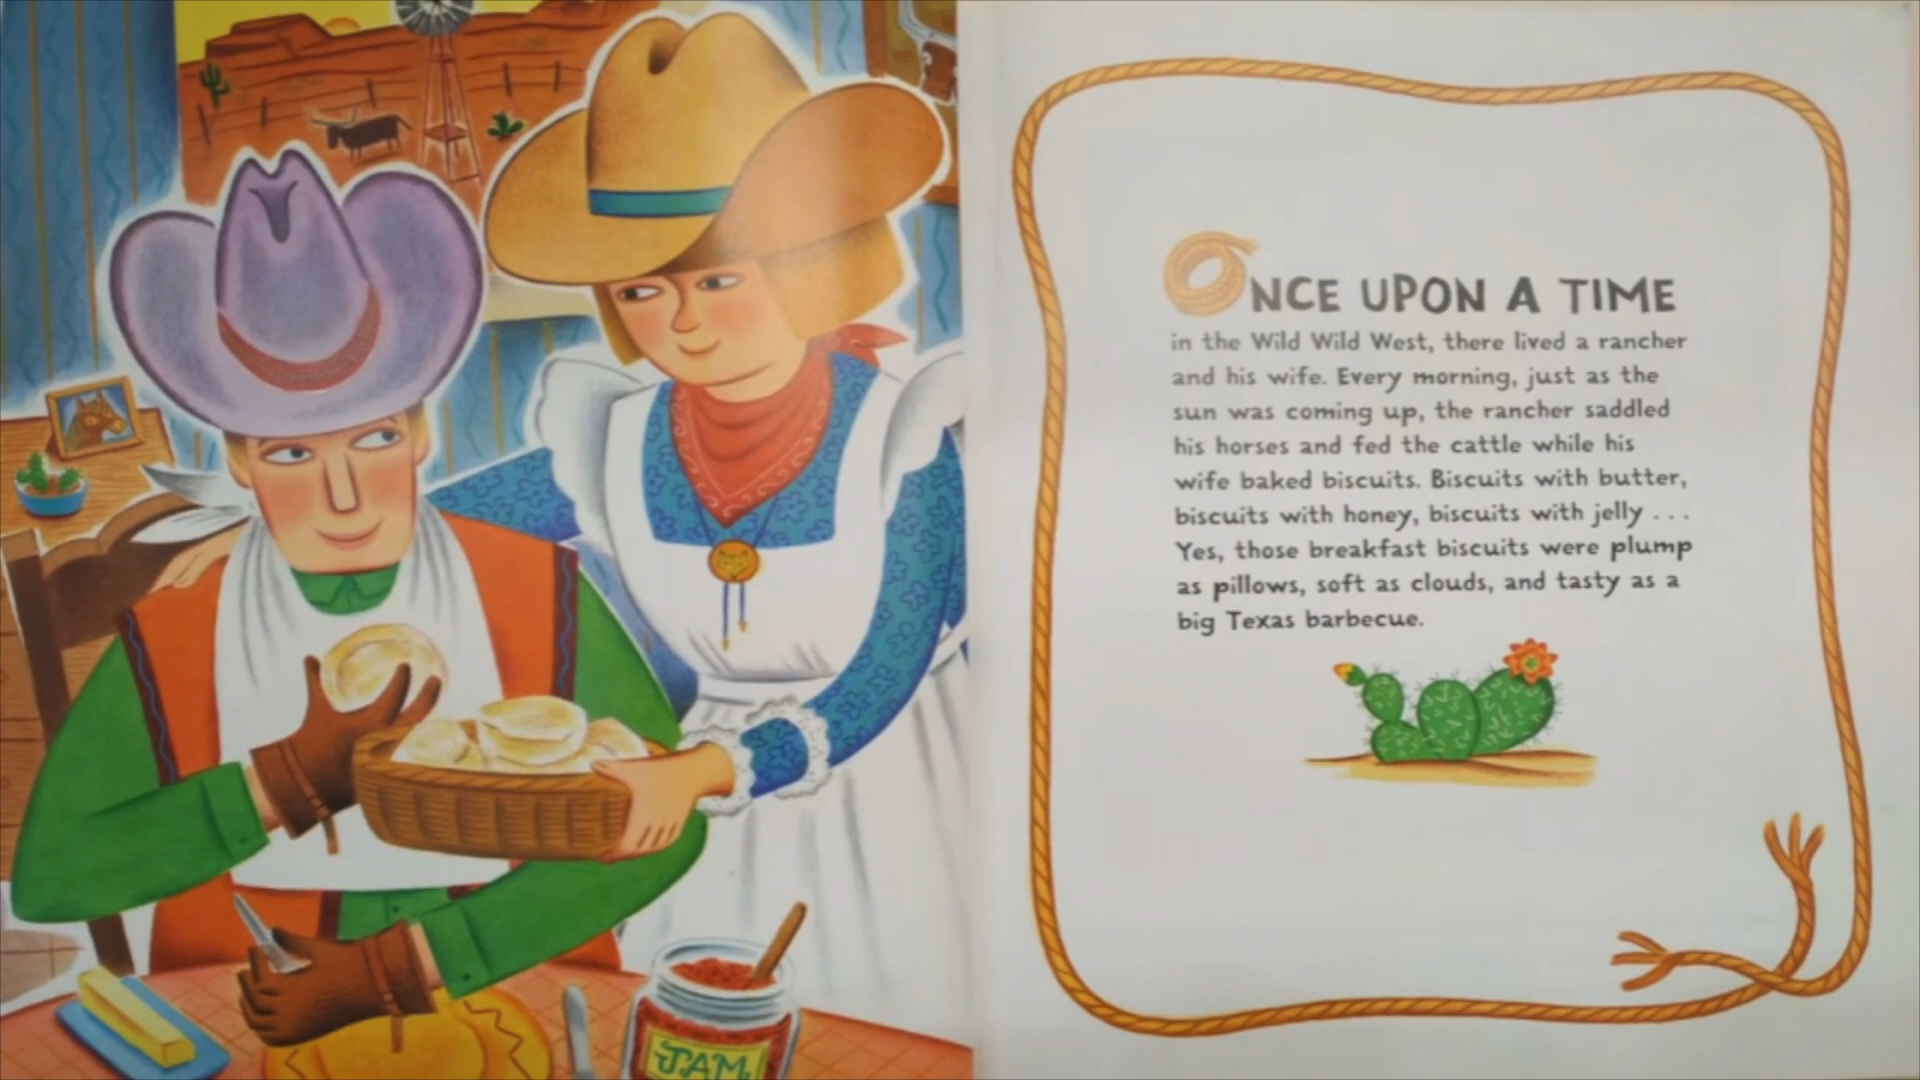 ONCE UPON A TIME
in the Wild Wild West, there lived a rancher
and his wife. Every morning, just as the
sun was coming up, the rancher saddled
his horses and fed the cattle while his
wife baked biscuits. Biscuits with butter,
biscuits with honey, biscuits with jelly . . .
Yes, those breakfast biscuits were plump
as pillows, soft as clouds, and tasty as a
big Texas barbecue.
JAM